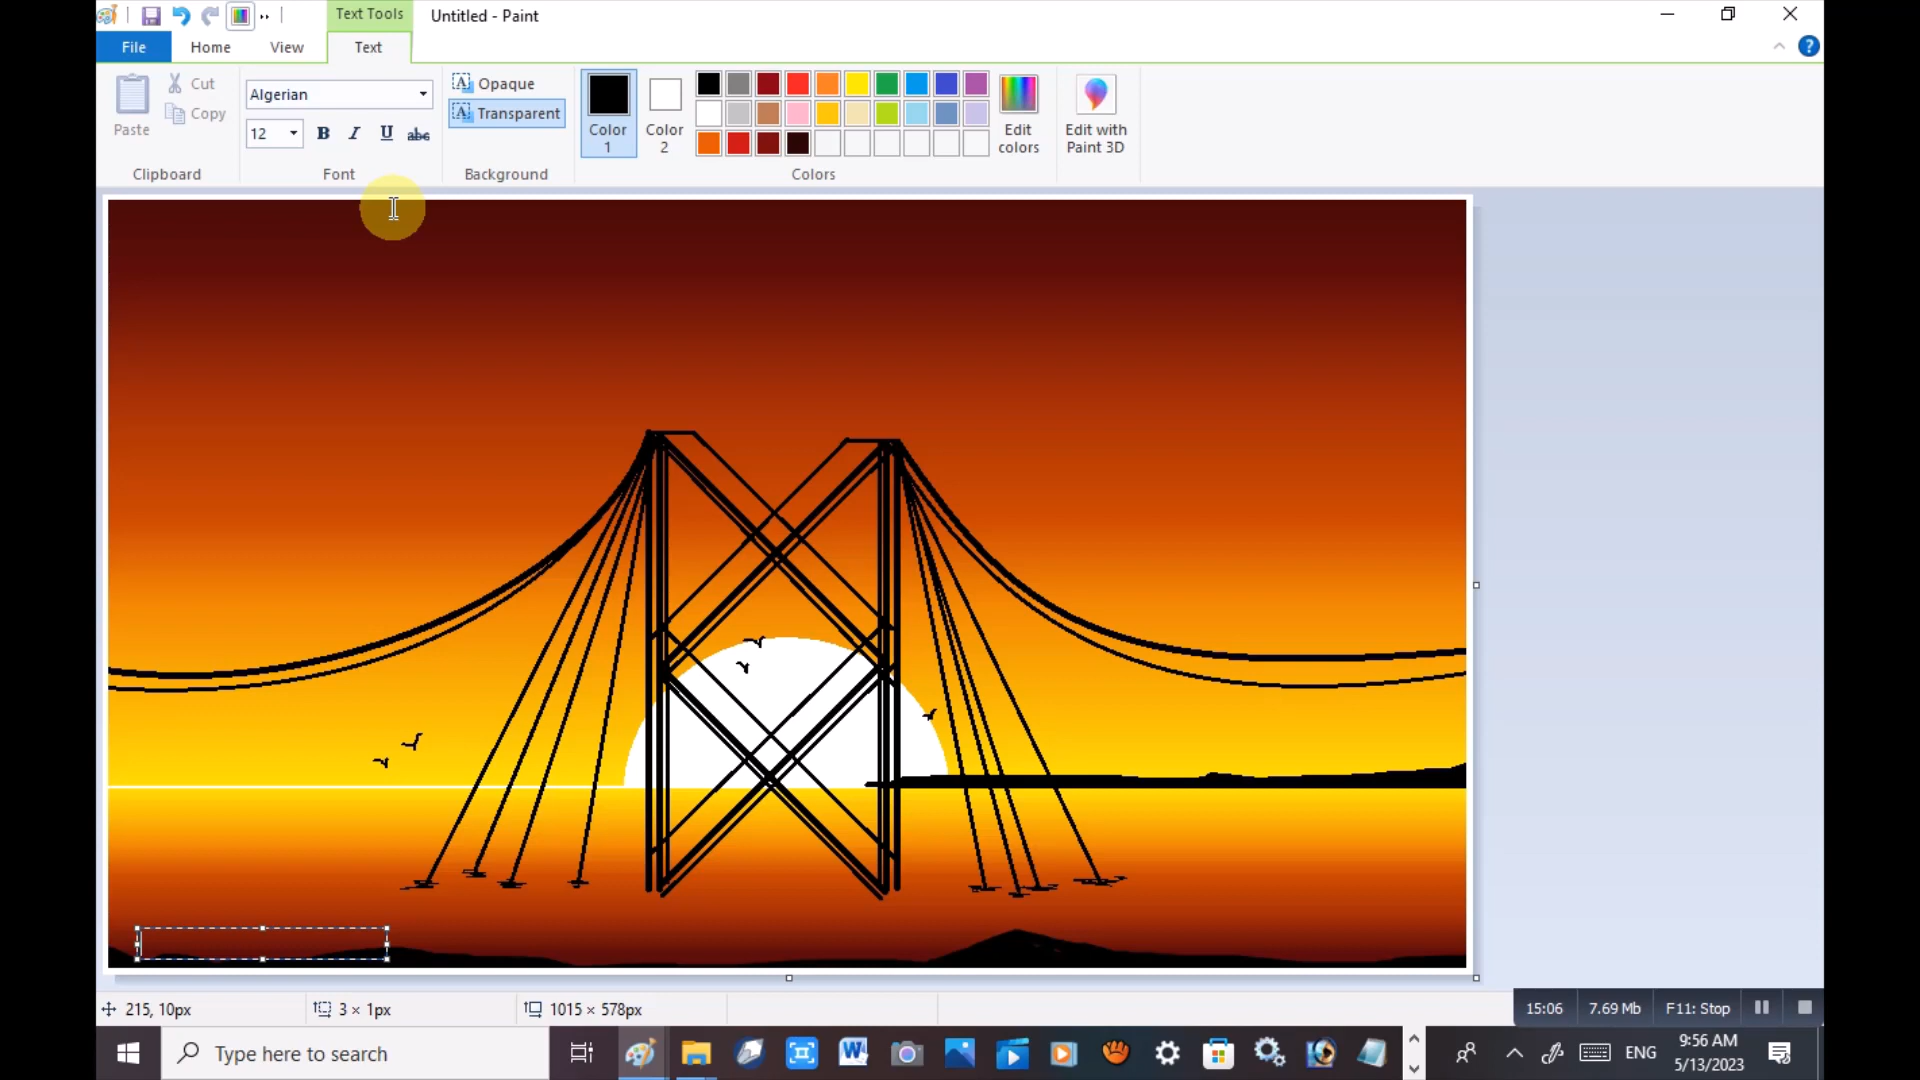 Text Tools
Untitled - Paint
File
Home
View
Text
Paste
Cut
Copy
Clipboard
Algerian
12
B I U abc
Font
Opaque
Transparent
Background
Color
1
Color
2
Edit
colors
Colors
Edit with
Paint 3D
215, 10px
3 × 1px
1015 × 578px
15:06
7.69 Mb
F11: Stop
Type here to search
ENG
9:56 AM
5/13/2023